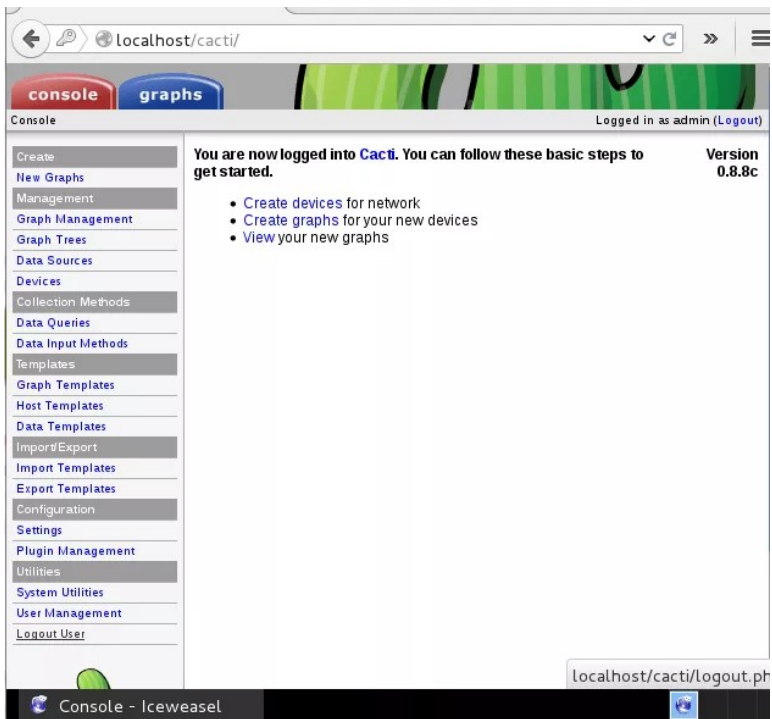 localhost/cacti/
console
graphs
Console
Logged in as admin (Logout)
Create
New Graphs
Management
Graph Management
Graph Trees
Data Sources
Devices
Collection Methods
Data Queries
Data Input Methods
Templates
Graph Templates
Host Templates
Data Templates
Import/Export
Import Templates
Export Templates
Configuration
Settings
Plugin Management
Utilities
System Utilities
User Management
Logout User
You are now logged into Cacti. You can follow these basic steps to
get started.
Version
0.8.8c
Create devices for network
Create graphs for your new devices
View your new graphs
localhost/cacti/logout.ph
Console - Iceweasel